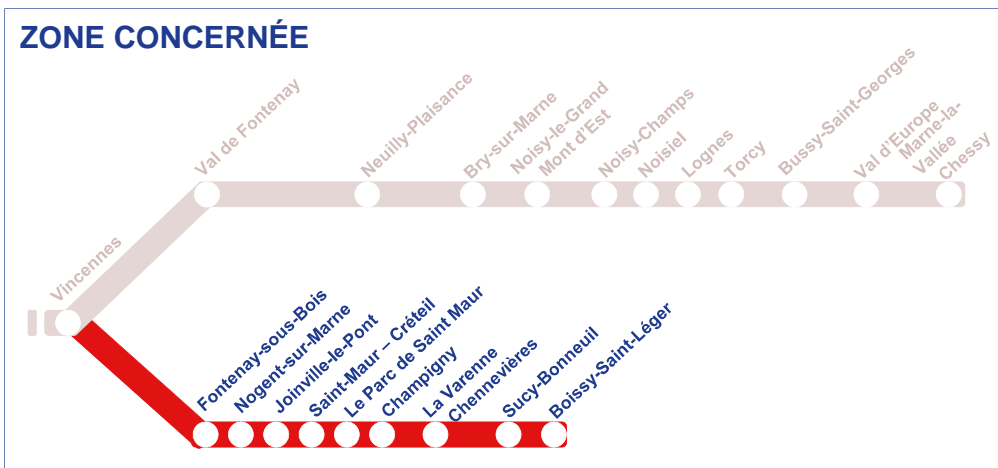 ZONE CONCERNÉE
Vincennes
Val de Fontenay
Neuilly-Plaisance
Bry-sur-Marne
Noisy-le-Grand
Mont d'Est
Noisy-Champs
Noisiel
Lognes
Torcy
Bussy-Saint-Georges
Val d'Europe
Marne-la-
Vallée
Chessy
Fontenay-sous-Bois
Nogent-sur-Marne
Joinville-le-Pont
Saint-Maur – Créteil
Le Parc de Saint Maur
Champigny
La Varenne
Chennevières
Sucy-Bonneuil
Boissy-Saint-Léger